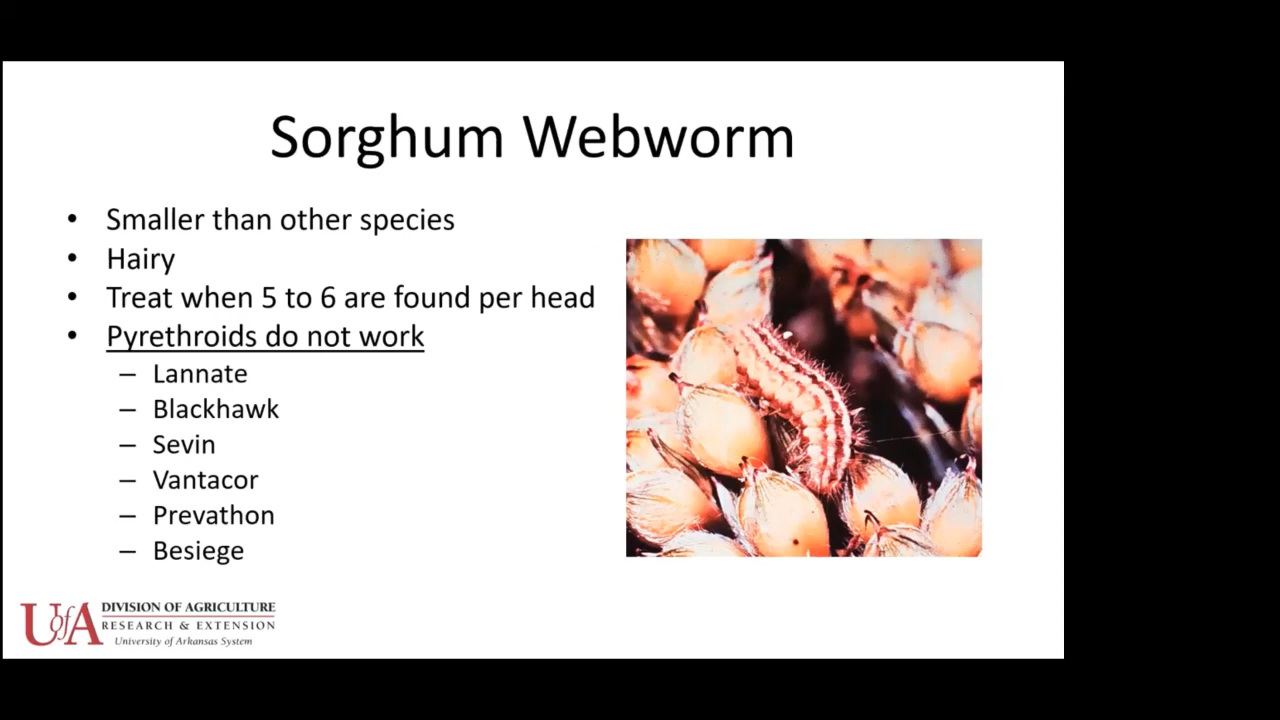 Sorghum Webworm
• Smaller than other species
• Hairy
• Treat when 5 to 6 are found per head
• Pyrethroids do not work
– Lannate
– Blackhawk
– Sevin
– Vantacor
– Prevathon
– Besiege
UofA DIVISION OF AGRICULTURE
RESEARCH & EXTENSION
University of Arkansas System